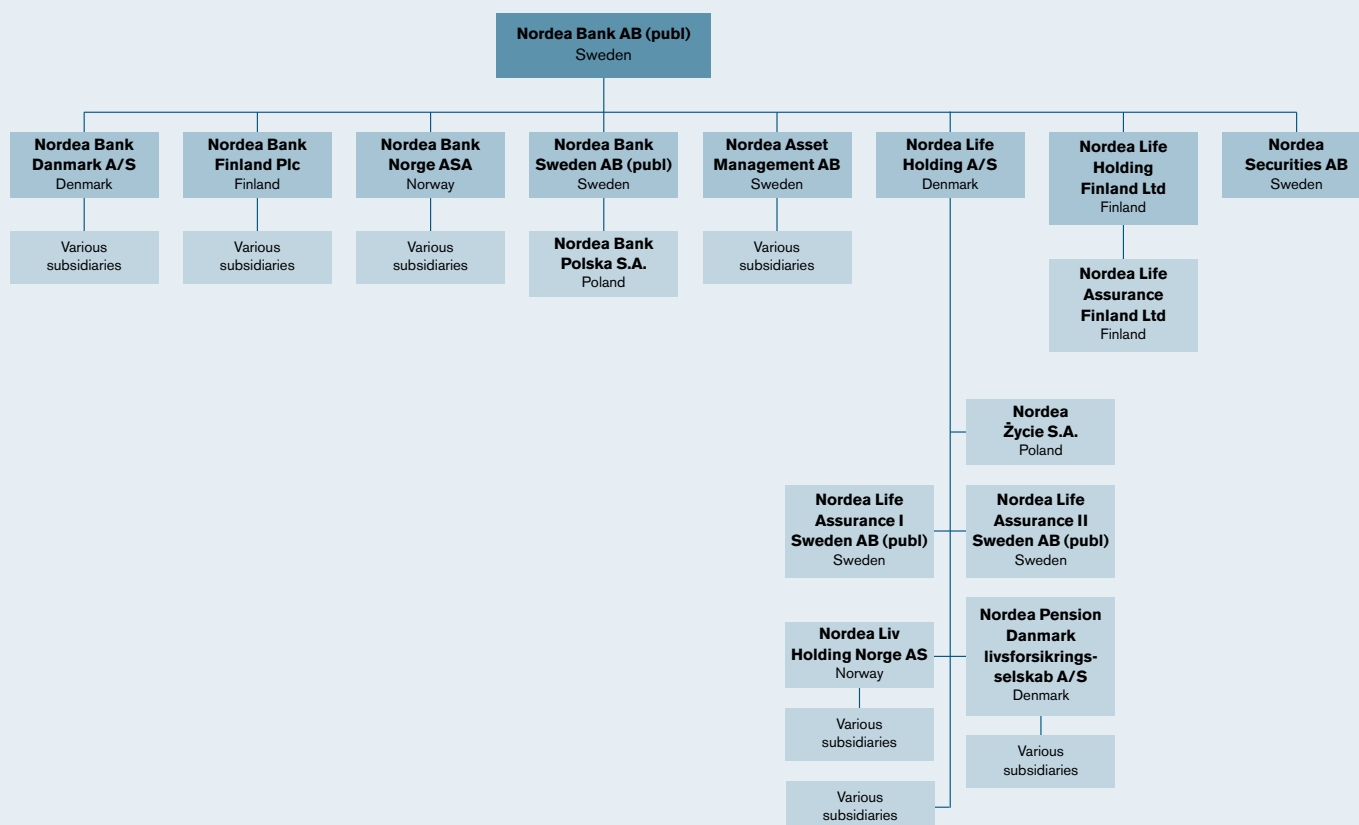 Nordea Bank AB (publ)
Sweden
Nordea Bank
Danmark A/S
Denmark
Nordea Bank
Finland Plc
Finland
Nordea Bank
Norge ASA
Norway
Nordea Bank
Sweden AB (publ)
Sweden
Nordea Asset
Management AB
Sweden
Nordea Life
Holding A/S
Denmark
Nordea Life
Holding
Finland Ltd
Finland
Nordea
Securities AB
Sweden
Various
subsidiaries
Various
subsidiaries
Various
subsidiaries
Nordea Bank
Polska S.A.
Poland
Various
subsidiaries
Nordea Life
Assurance
Finland Ltd
Finland
Nordea
Życie S.A.
Poland
Nordea Life
Assurance I
Sweden AB (publ)
Sweden
Nordea Life
Assurance II
Sweden AB (publ)
Sweden
Nordea Liv
Holding Norge AS
Norway
Nordea Pension
Danmark
livsforsikrings-
selskab A/S
Denmark
Various
subsidiaries
Various
subsidiaries
Various
subsidiaries